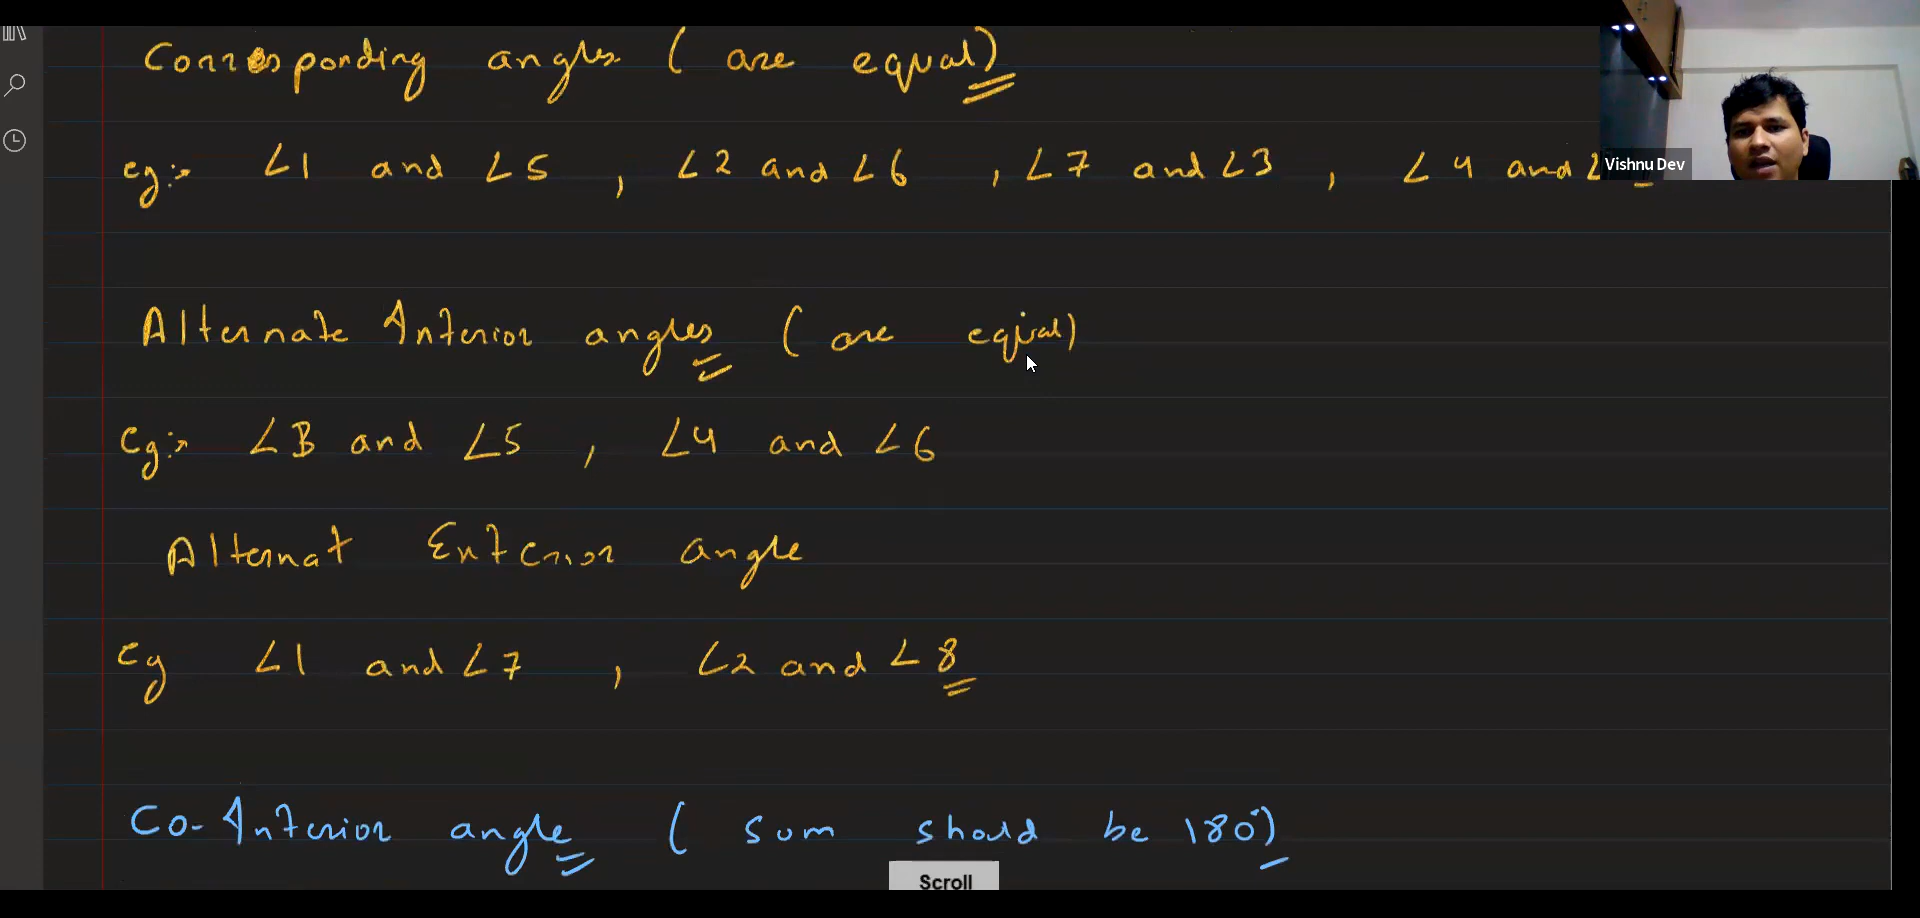 Corresponding angles ( are equal)
eg:- ∠1 and ∠5 , ∠2 and ∠6 , ∠7 and ∠3 , ∠4 and ∠
Vishnu Dev
Alternate Interior angles ( are equal)
eg:- ∠B and ∠5 , ∠4 and ∠6
Alternat Exterior angle
eg ∠1 and ∠7 , ∠2 and ∠8
Co-Interior angle ( sum should be 180°)
Scroll